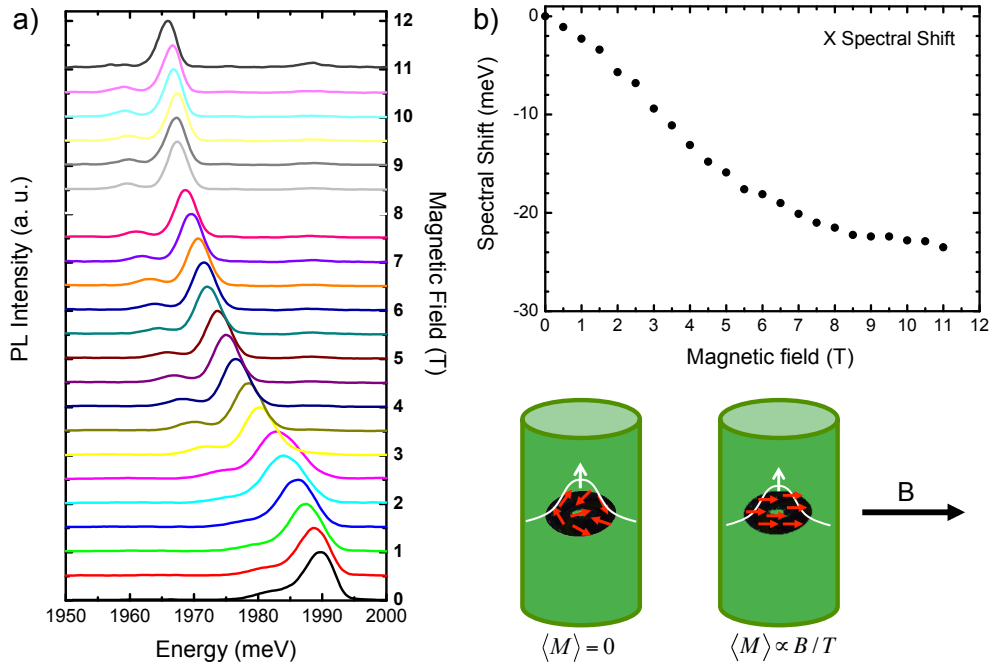 a)
PL Intensity (a. u.)
1950 1960 1970 1980 1990 2000
Energy (meV)
12
11
10
9
8
7
6
5
4
3
2
1
0
Magnetic Field (T)
b)
X Spectral Shift
0
-10
-20
-30
Spectral Shift (meV)
0 1 2 3 4 5 6 7 8 9 10 11 12
Magnetic field (T)
B
⟨M⟩ = 0
⟨M⟩ ∝ B / T